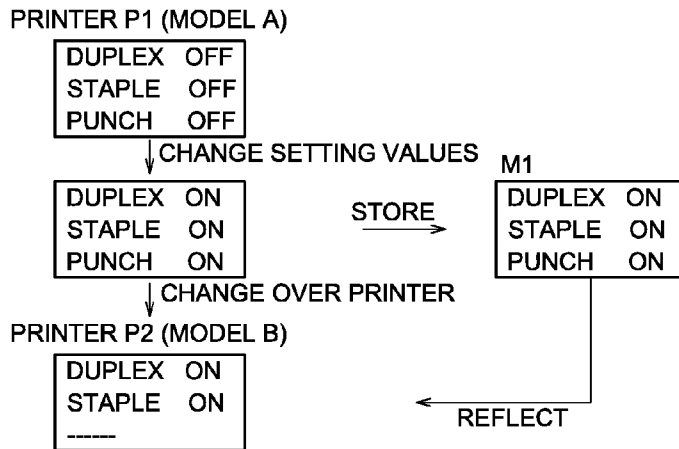 PRINTER P1 (MODEL A)
DUPLEX OFF
STAPLE OFF
PUNCH OFF
CHANGE SETTING VALUES
DUPLEX ON
STAPLE ON
PUNCH ON
STORE
M1
DUPLEX ON
STAPLE ON
PUNCH ON
CHANGE OVER PRINTER
PRINTER P2 (MODEL B)
DUPLEX ON
STAPLE ON
------
REFLECT